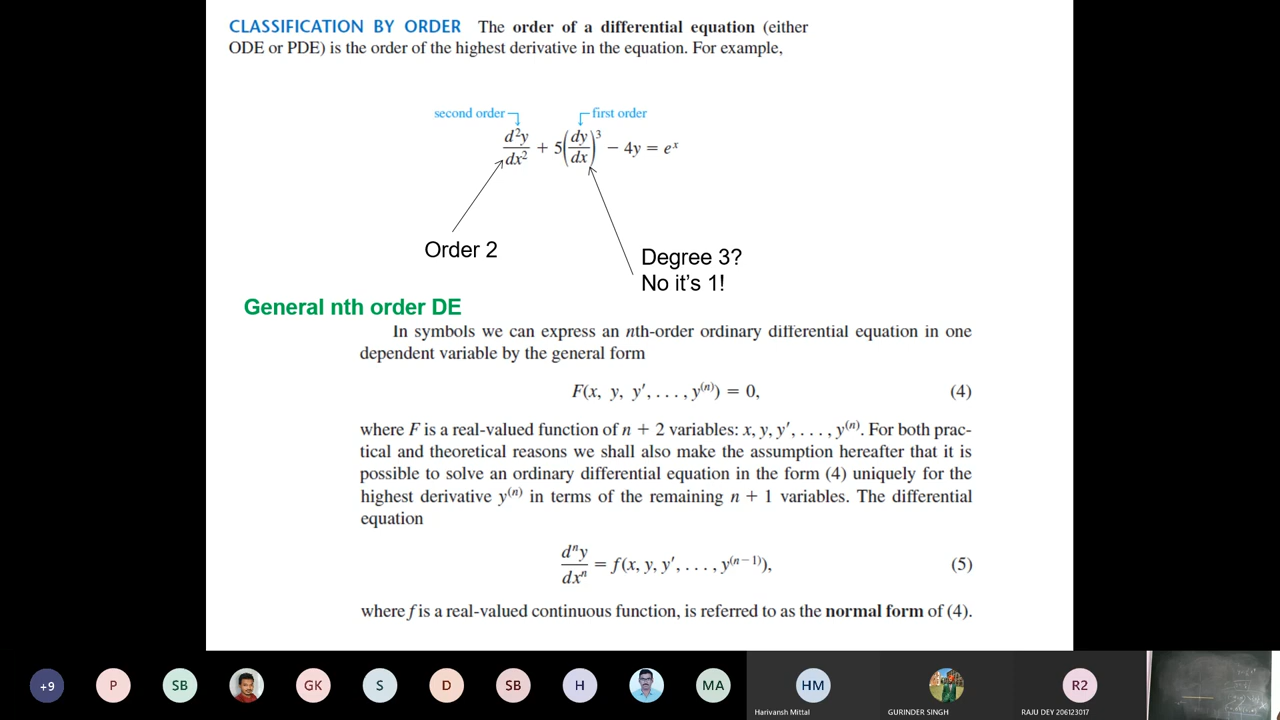 CLASSIFICATION BY ORDER The order of a differential equation (either
ODE or PDE) is the order of the highest derivative in the equation. For example,
second order first order
d²y/dx² + 5(dy/dx)³ − 4y = eˣ
Order 2
Degree 3?
No it's 1!
General nth order DE
In symbols we can express an nth-order ordinary differential equation in one
dependent variable by the general form
F(x, y, y′, . . . , y⁽ⁿ⁾) = 0, (4)
where F is a real-valued function of n + 2 variables: x, y, y′, . . . , y⁽ⁿ⁾. For both prac-
tical and theoretical reasons we shall also make the assumption hereafter that it is
possible to solve an ordinary differential equation in the form (4) uniquely for the
highest derivative y⁽ⁿ⁾ in terms of the remaining n + 1 variables. The differential
equation
dⁿy/dxⁿ = f(x, y, y′, . . . , y⁽ⁿ⁻¹⁾), (5)
where f is a real-valued continuous function, is referred to as the normal form of (4).
+9 P SB GK S D SB H MA HM R2
Harivansh Mittal GURINDER SINGH RAJU DEY 206123017